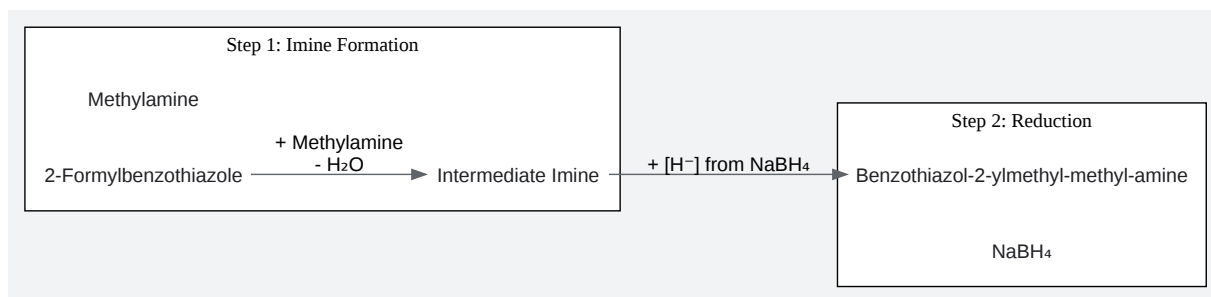 Step 1: Imine Formation
Methylamine
2-Formylbenzothiazole
+ Methylamine
- H₂O
Intermediate Imine
+ [H⁻] from NaBH₄
Step 2: Reduction
Benzothiazol-2-ylmethyl-methyl-amine
NaBH₄